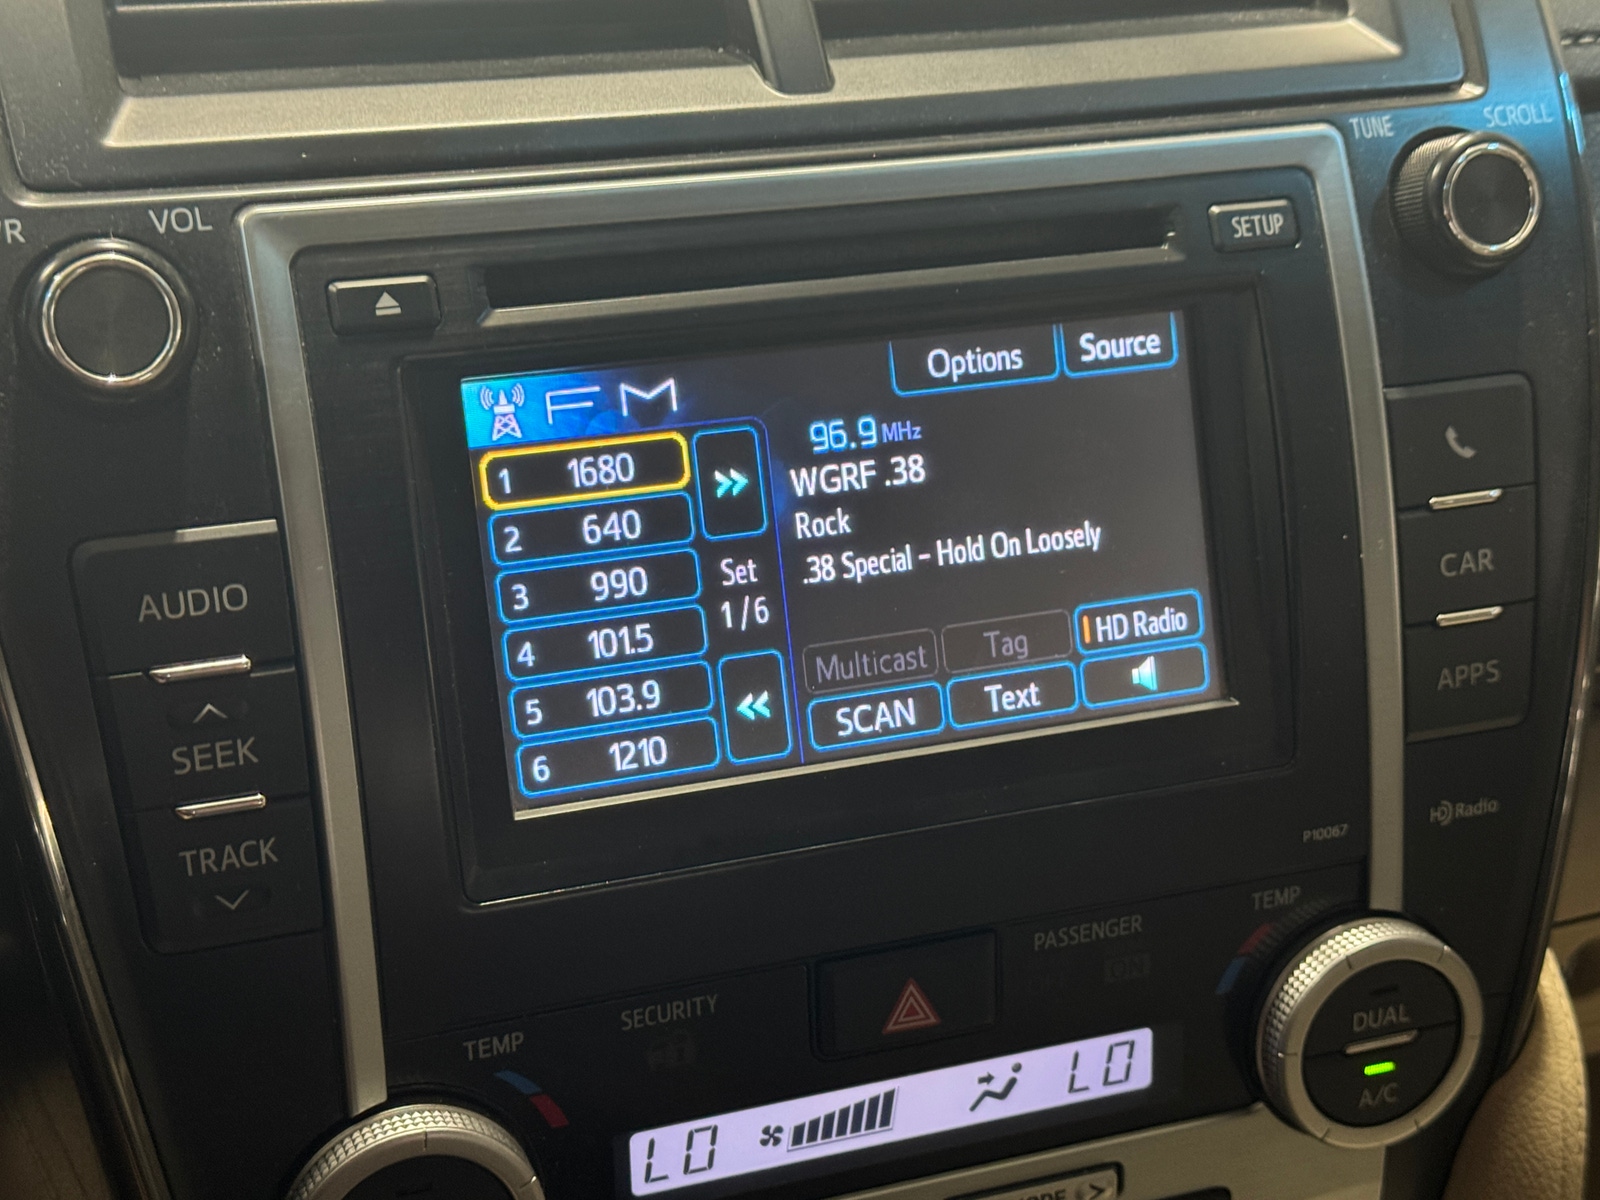 TUNE SCROLL
VOL
SETUP
Options Source
FM
96.9 MHz
WGRF .38
Rock
.38 Special - Hold On Loosely
1 1680
2 640
3 990
4 101.5
5 103.9
6 1210
Set
1/6
Multicast Tag HD Radio
SCAN Text
AUDIO
SEEK
TRACK
CAR
APPS
HD Radio
P10067
TEMP
PASSENGER
SECURITY
TEMP
DUAL
A/C
LO LO